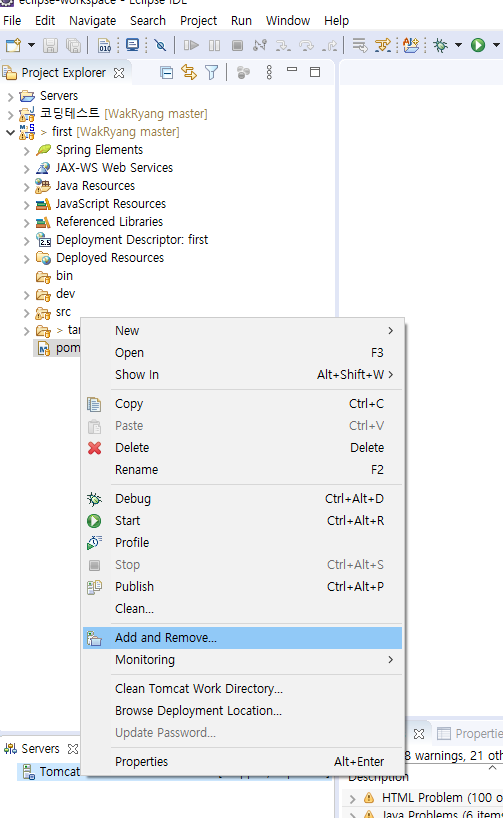 eclipse-workspace - Eclipse IDE
File Edit Navigate Search Project Run Window Help
Project Explorer
Servers
코딩테스트 [WakRyang master]
> first [WakRyang master]
Spring Elements
JAX-WS Web Services
Java Resources
JavaScript Resources
Referenced Libraries
Deployment Descriptor: first
Deployed Resources
bin
dev
src
> tar
pom
New
Open F3
Show In Alt+Shift+W >
Copy Ctrl+C
Paste Ctrl+V
Delete Delete
Rename F2
Debug Ctrl+Alt+D
Start Ctrl+Alt+R
Profile
Stop Ctrl+Alt+S
Publish Ctrl+Alt+P
Clean...
Add and Remove...
Monitoring
Clean Tomcat Work Directory...
Browse Deployment Location...
Update Password...
Properties Alt+Enter
Servers
Tomcat
Propertie
8 warnings, 21 oth
Description
HTML Problem (100 o
Java Problems (6 items